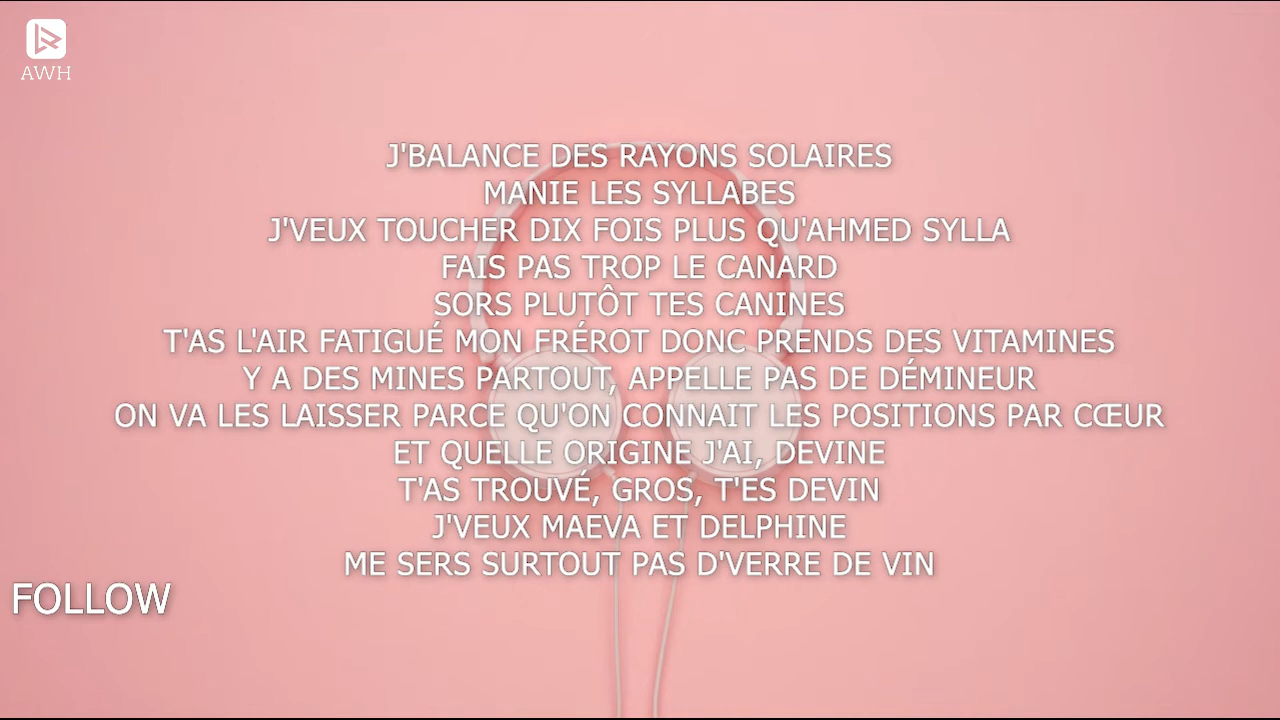 AWH
J'BALANCE DES RAYONS SOLAIRES
MANIE LES SYLLABES
J'VEUX TOUCHER DIX FOIS PLUS QU'AHMED SYLLA
FAIS PAS TROP LE CANARD
SORS PLUTÔT TES CANINES
T'AS L'AIR FATIGUÉ MON FRÉROT DONC PRENDS DES VITAMINES
Y A DES MINES PARTOUT, APPELLE PAS DE DÉMINEUR
ON VA LES LAISSER PARCE QU'ON CONNAIT LES POSITIONS PAR CŒUR
ET QUELLE ORIGINE J'AI, DEVINE
T'AS TROUVÉ, GROS, T'ES DEVIN
J'VEUX MAEVA ET DELPHINE
ME SERS SURTOUT PAS D'VERRE DE VIN
FOLLOW